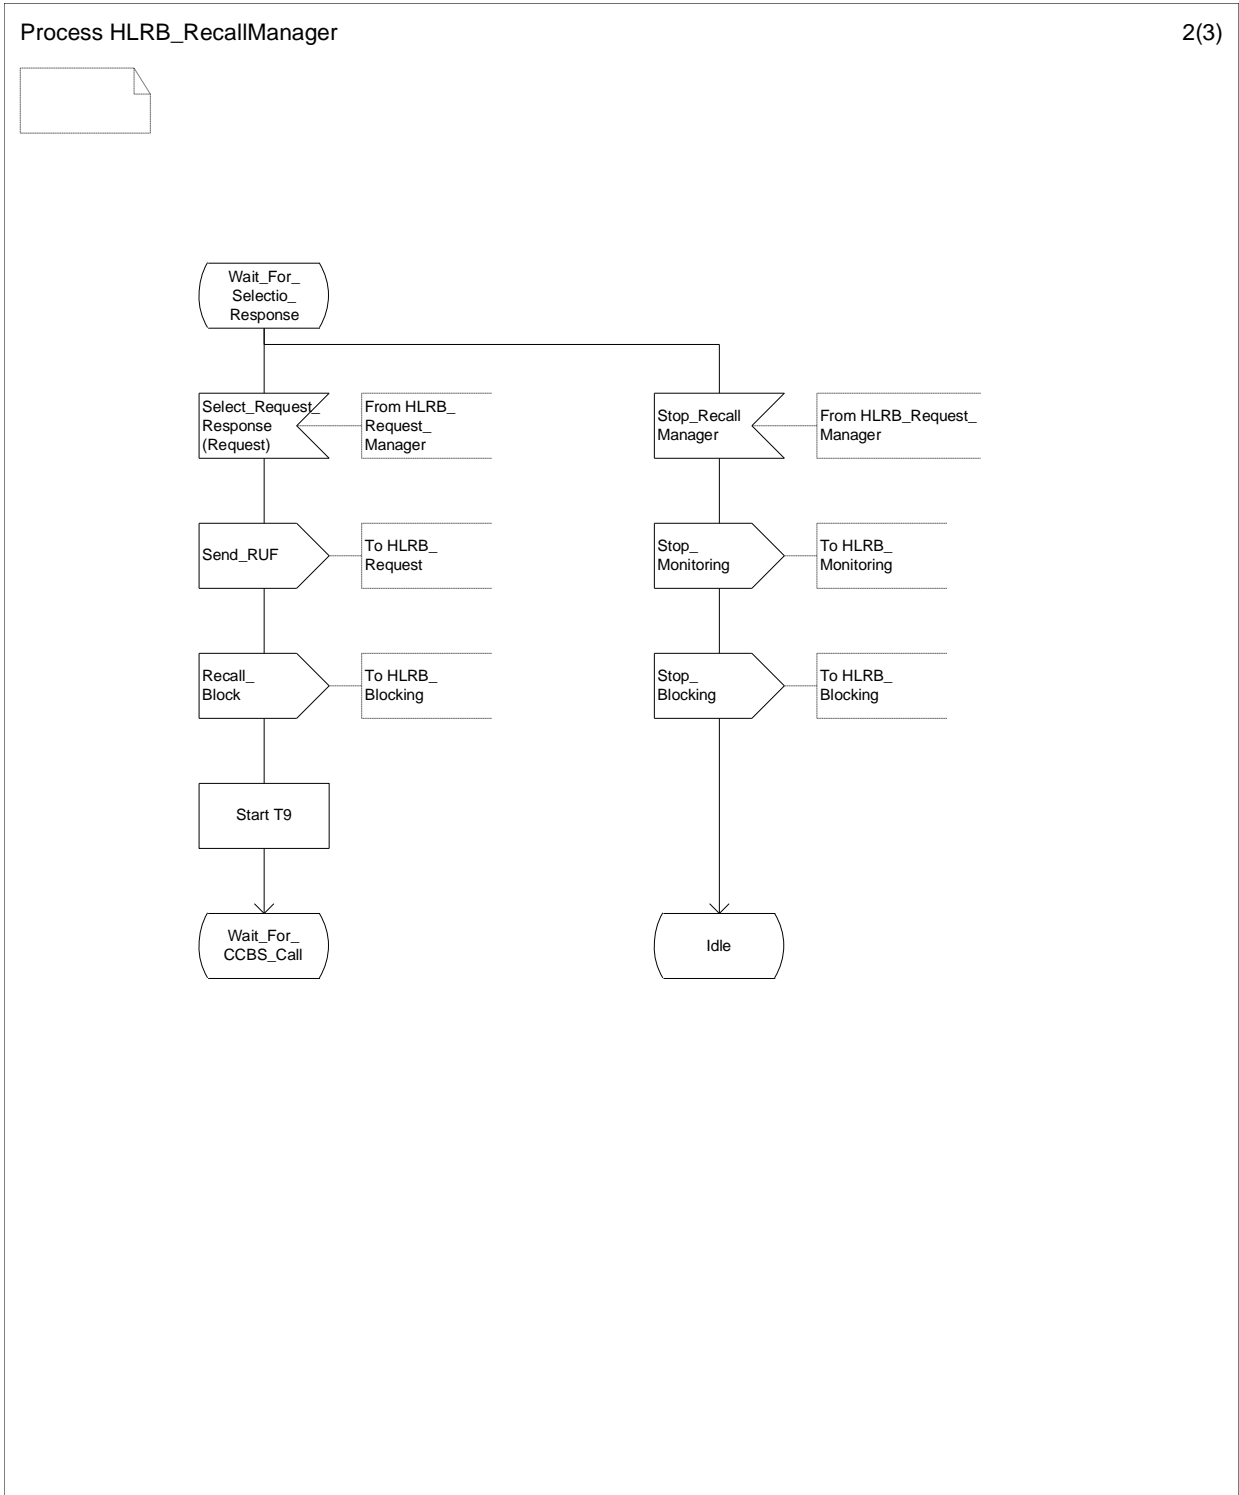 Process HLRB_RecallManager
2(3)
Wait_For_
Selectio_
Response
Select_Request_
Response
(Request)
From HLRB_
Request_
Manager
Stop_Recall
Manager
From HLRB_Request_
Manager
Send_RUF
To HLRB_
Request
Stop_
Monitoring
To HLRB_
Monitoring
Recall_
Block
To HLRB_
Blocking
Stop_
Blocking
To HLRB_
Blocking
Start T9
Wait_For_
CCBS_Call
Idle